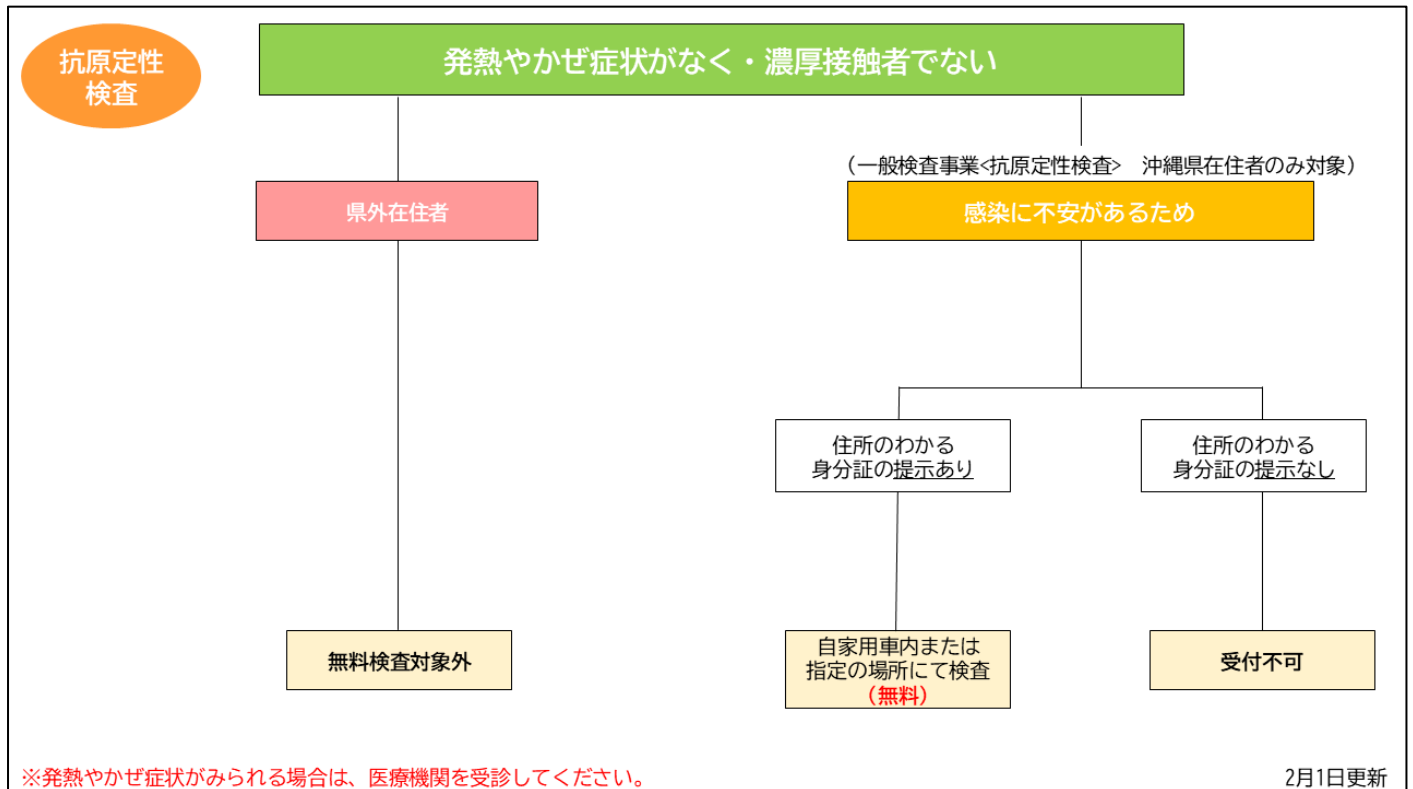 抗原定性
検査
発熱やかぜ症状がなく・濃厚接触者でない
（一般検査事業<抗原定性検査>　沖縄県在住者のみ対象）
県外在住者
感染に不安があるため
住所のわかる
身分証の提示あり
住所のわかる
身分証の提示なし
無料検査対象外
自家用車内または
指定の場所にて検査
（無料）
受付不可
※発熱やかぜ症状がみられる場合は、医療機関を受診してください。
2月1日更新